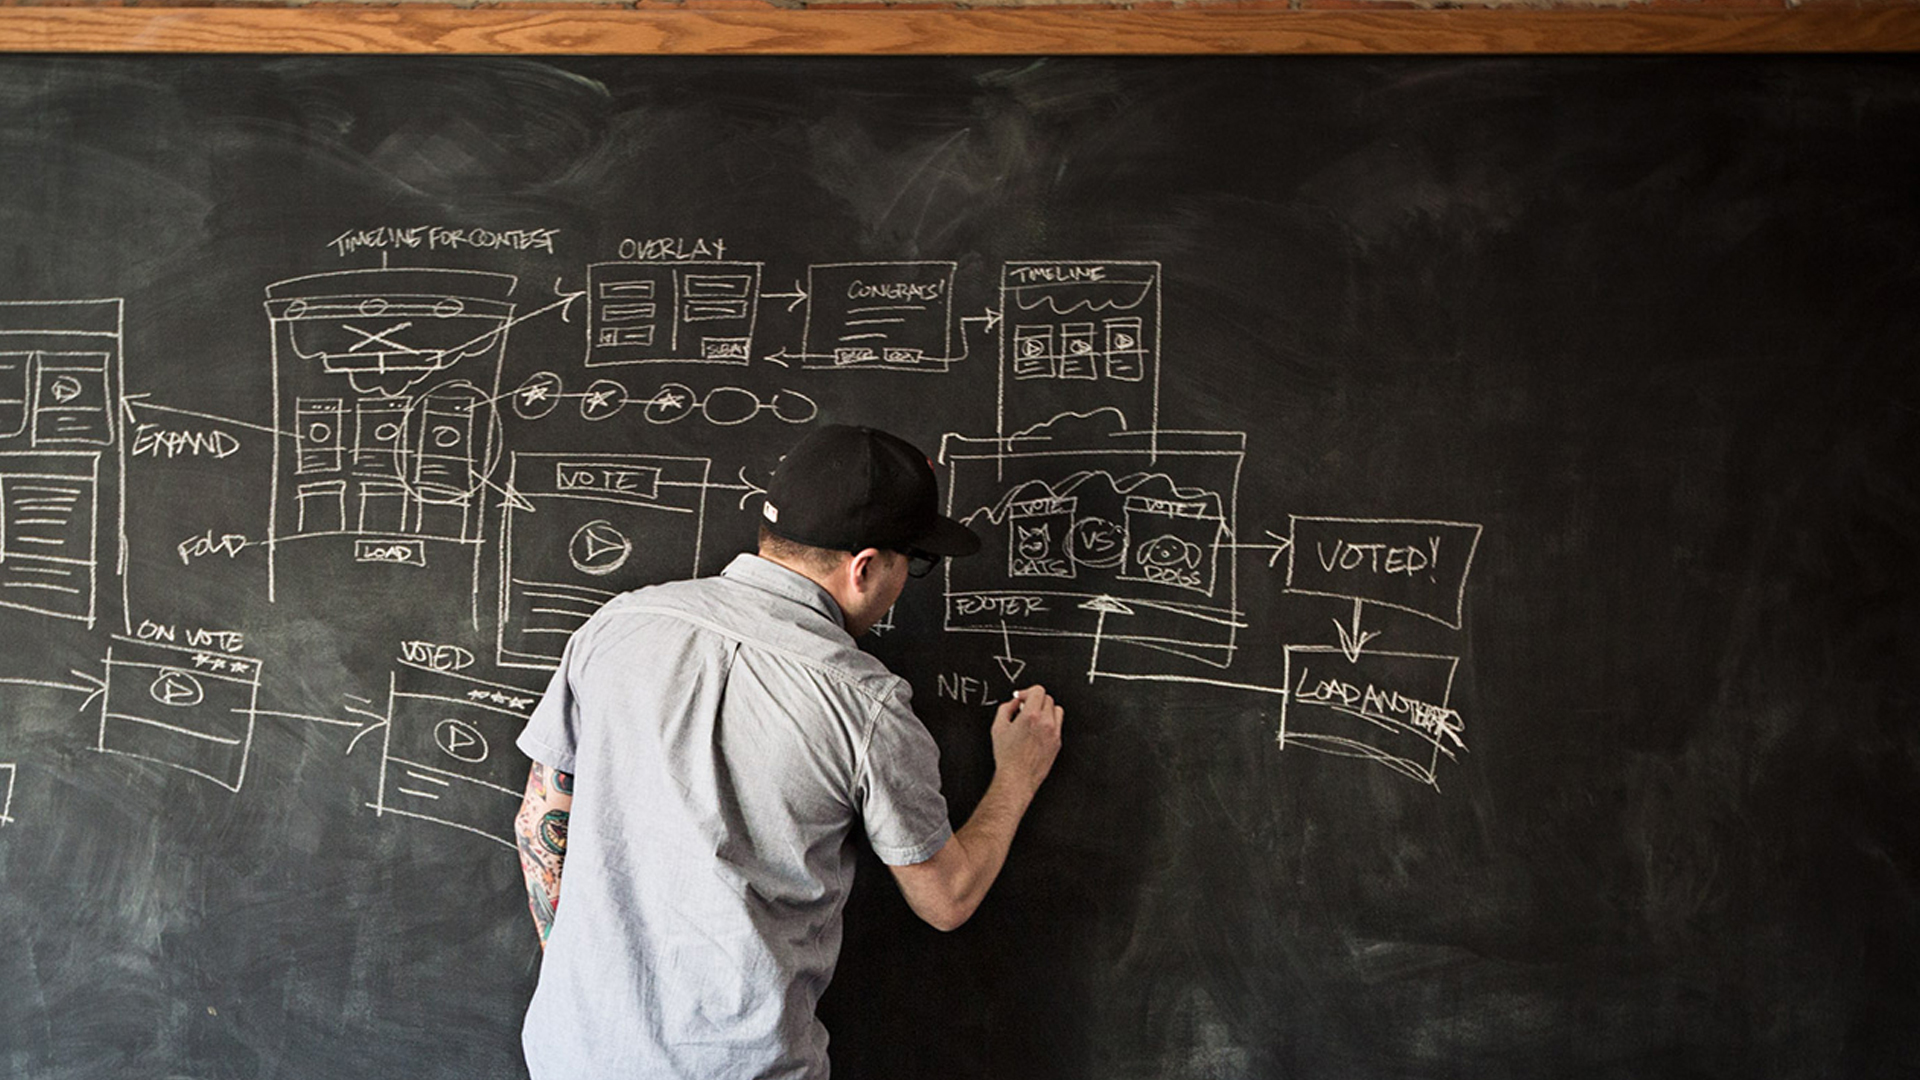 TIMELINE FOR CONTEST
OVERLAY
CONGRATS!
TIMELINE
SUBMIT
EXPAND
VOTE
FOLD
LOAD
VOTE
VS
VOTE
CATS
DOGS
VOTED!
FOOTER
ON VOTE
VOTED
NFL
LOAD ANOTHER